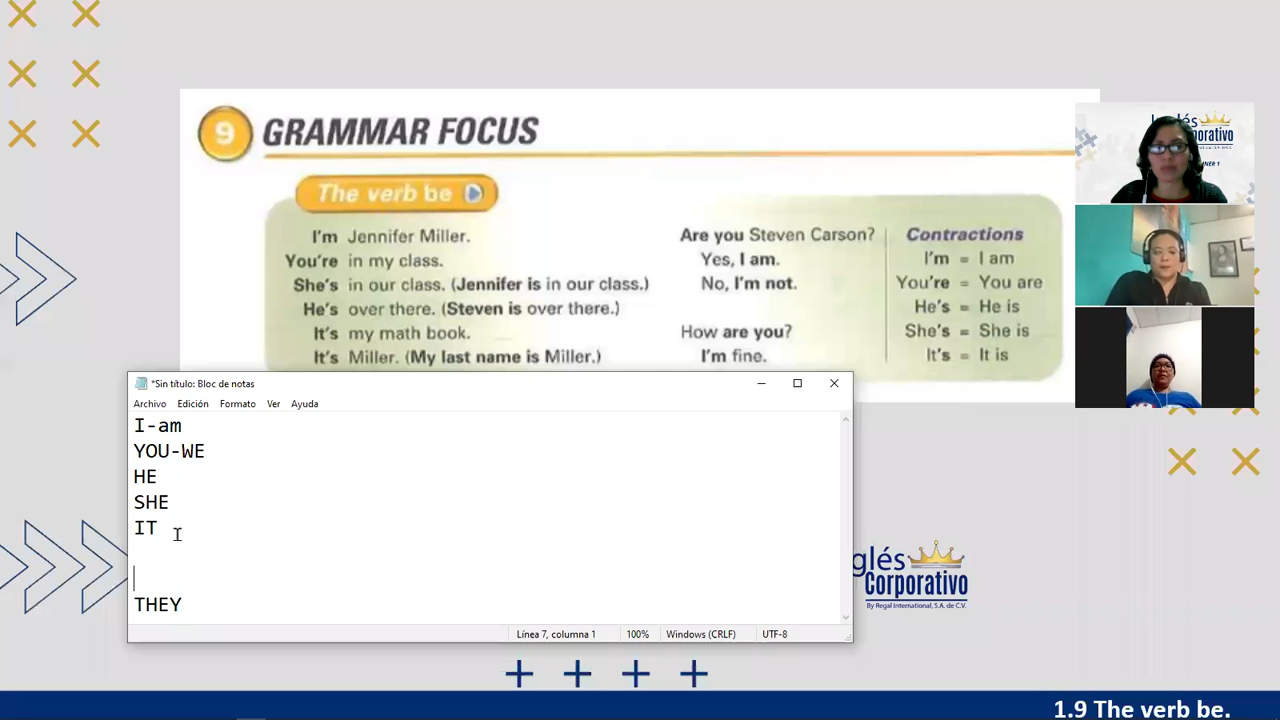 9 GRAMMAR FOCUS
The verb be
I'm Jennifer Miller.
You're in my class.
She's in our class. (Jennifer is in our class.)
He's over there. (Steven is over there.)
It's my math book.
It's Miller. (My last name is Miller.)
Are you Steven Carson?
Yes, I am.
No, I'm not.
How are you?
I'm fine.
Contractions
I'm = I am
You're = You are
He's = He is
She's = She is
It's = It is
*Sin título: Bloc de notas
Archivo Edición Formato Ver Ayuda
I-am
YOU-WE
HE
SHE
IT
THEY
Línea 7, columna 1 100% Windows (CRLF) UTF-8
glés
Corporativo
By Regal International, S.A. de C.V.
1.9 The verb be.